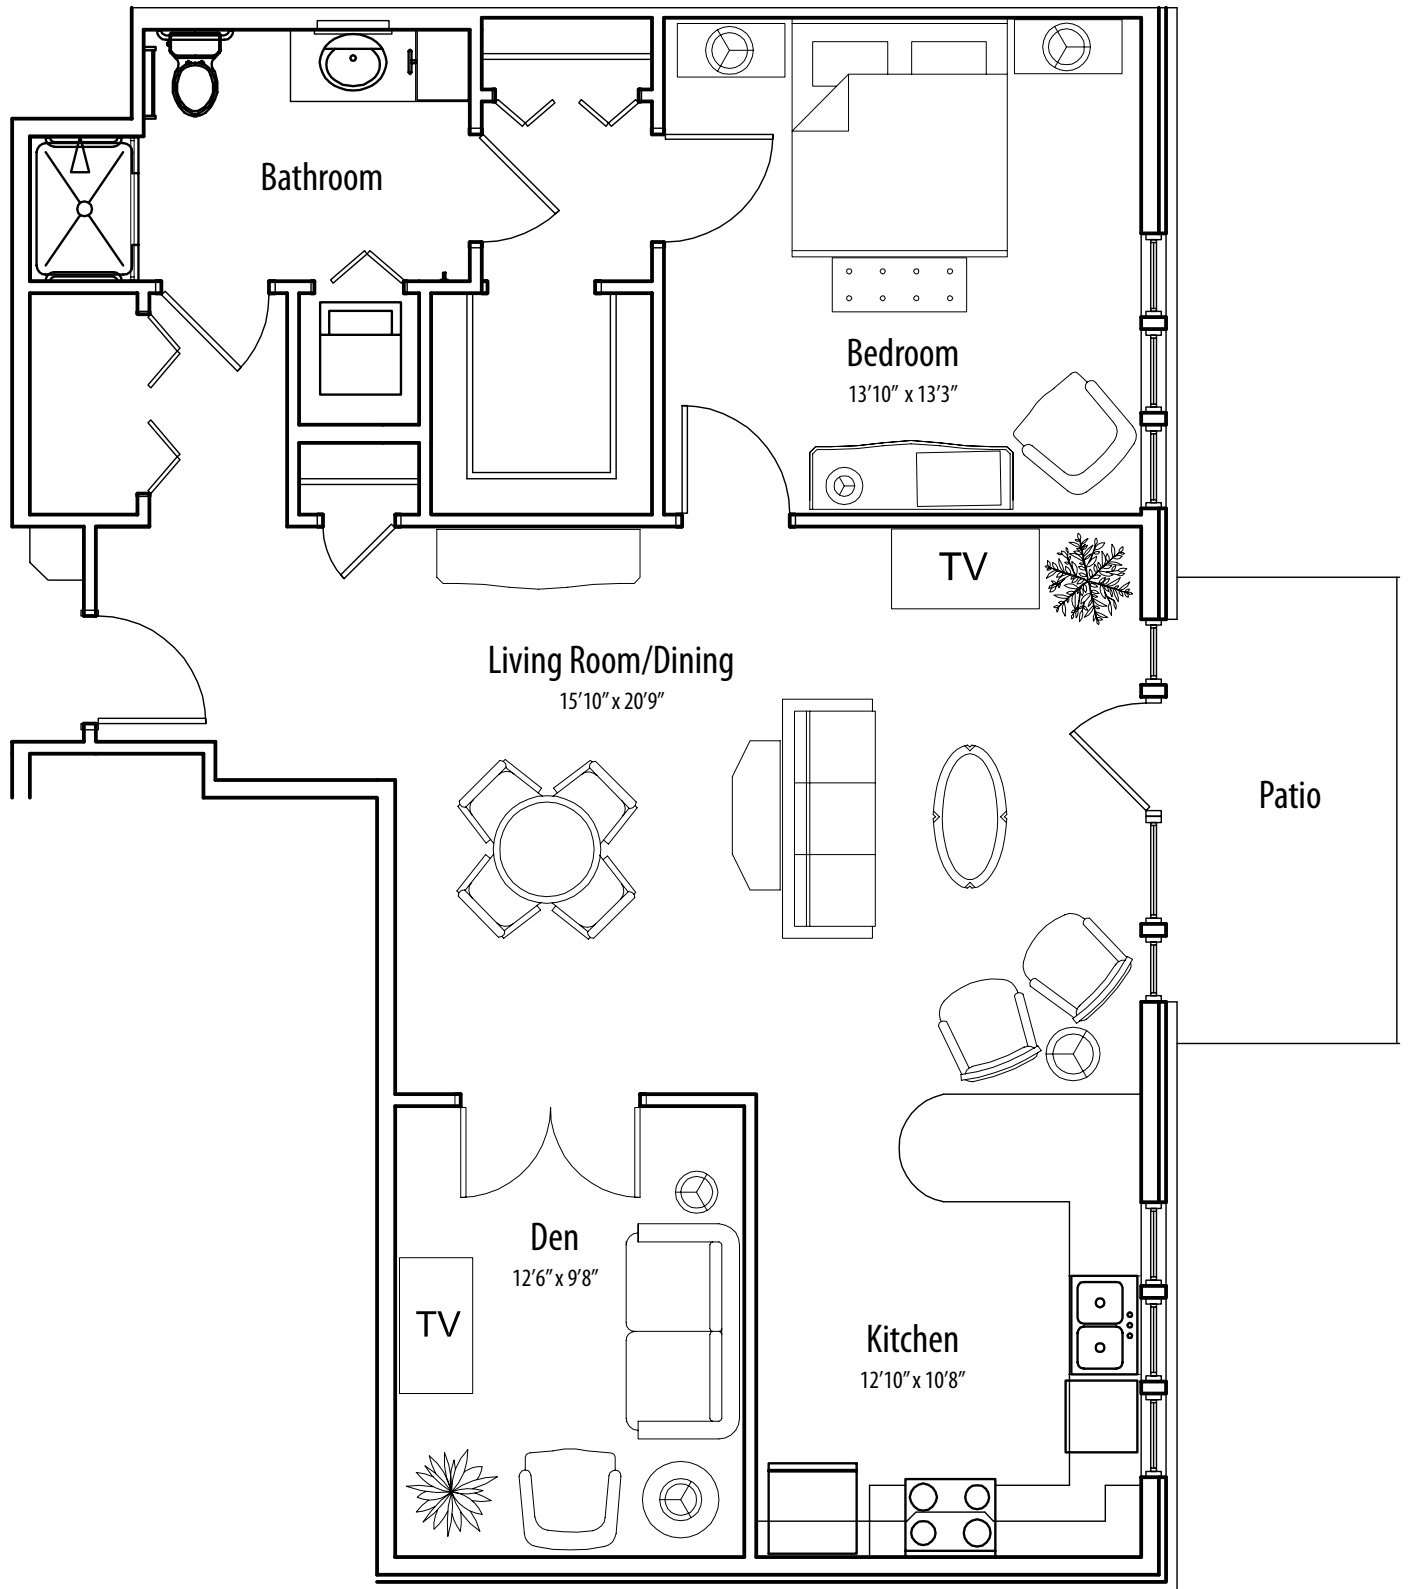 Bathroom
Bedroom
13'10" x 13'3"
TV
Living Room/Dining
15'10" x 20'9"
Patio
Den
12'6" x 9'8"
TV
Kitchen
12'10" x 10'8"